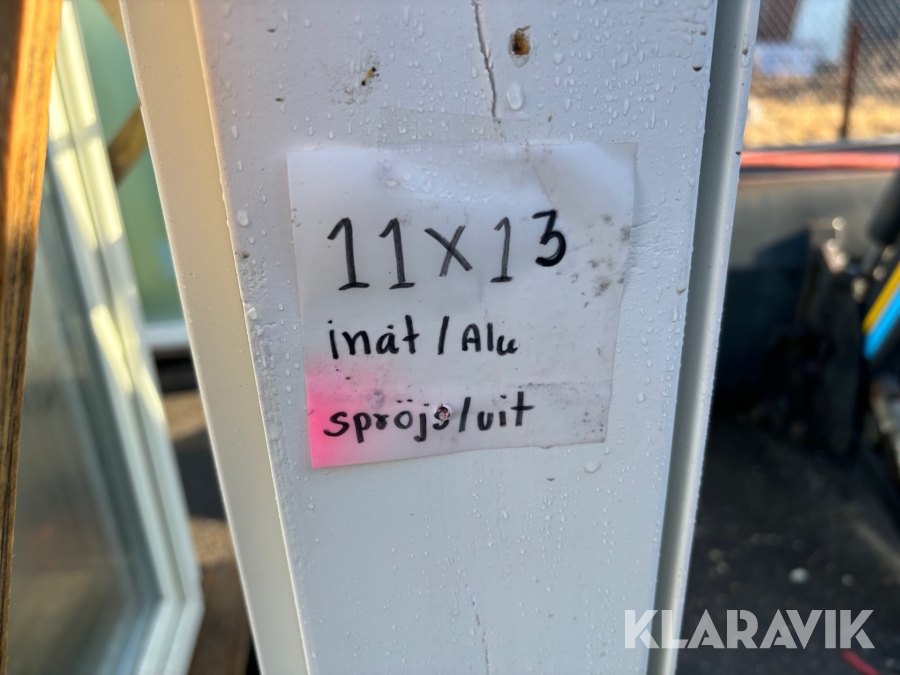 11x13
inåt / Alu
spröjs/vit
KLARAVIK